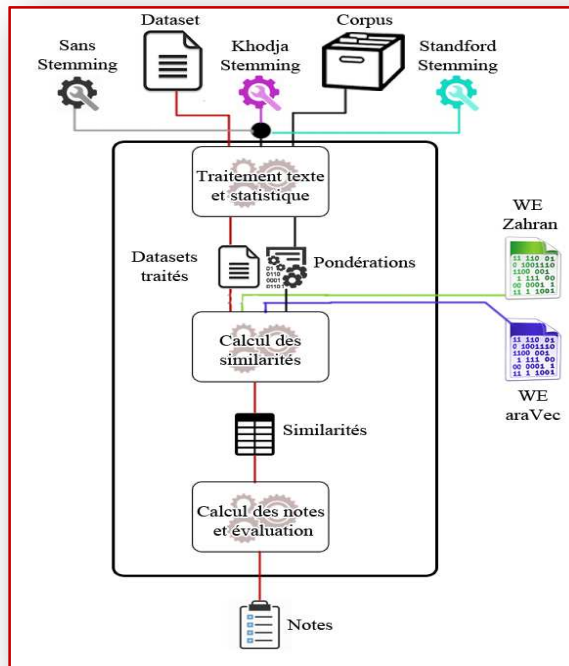 Dataset
Corpus
Sans
Stemming
Khodja
Stemming
Standford
Stemming
Traitement texte
et statistique
WE
Zahran
Datasets
traités
Pondérations
Calcul des
similarités
WE
araVec
Similarités
Calcul des notes
et évaluation
Notes